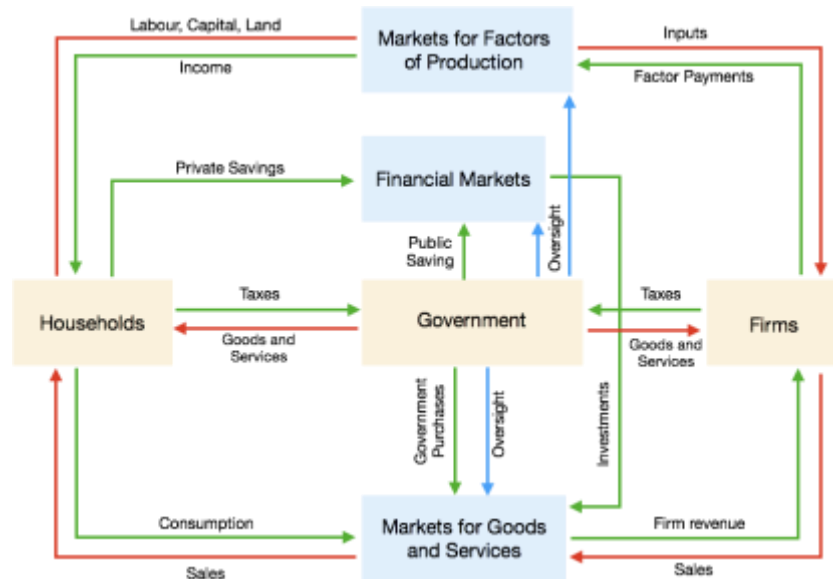 Labour, Capital, Land
Markets for Factors
of Production
Inputs
Income
Factor Payments
Private Savings
Financial Markets
Public
Saving
Oversight
Taxes
Taxes
Households
Government
Firms
Goods and
Services
Goods and
Services
Government
Purchases
Oversight
Investments
Consumption
Markets for Goods
and Services
Firm revenue
Sales
Sales